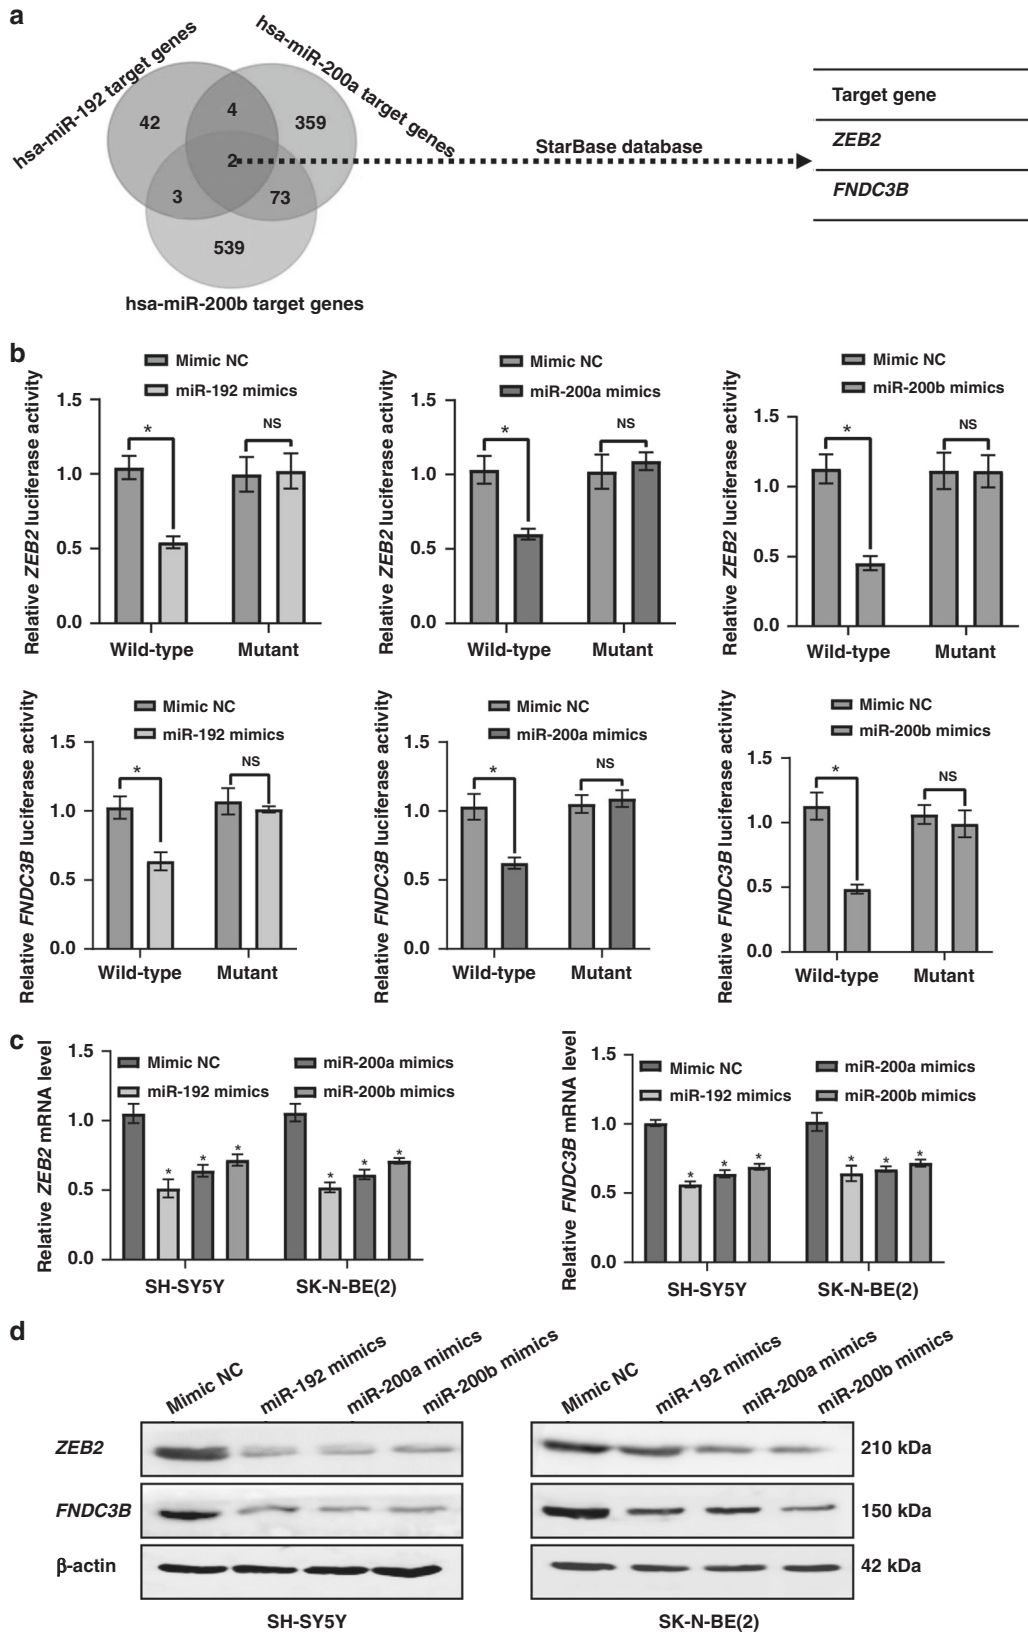 a
hsa-miR-192 target genes
hsa-miR-200a target genes
42
4
359
2
3
73
539
hsa-miR-200b target genes
StarBase database
Target gene
ZEB2
FNDC3B
b
Relative ZEB2 luciferase activity
Mimic NC
miR-192 mimics
1.5
1.0
0.5
0.0
*
NS
Wild-type
Mutant
Relative ZEB2 luciferase activity
Mimic NC
miR-200a mimics
1.5
1.0
0.5
0.0
*
NS
Wild-type
Mutant
Relative ZEB2 luciferase activity
Mimic NC
miR-200b mimics
1.5
1.0
0.5
0.0
*
NS
Wild-type
Mutant
Relative FNDC3B luciferase activity
Mimic NC
miR-192 mimics
1.5
1.0
0.5
0.0
*
NS
Wild-type
Mutant
Relative FNDC3B luciferase activity
Mimic NC
miR-200a mimics
1.5
1.0
0.5
0.0
*
NS
Wild-type
Mutant
Relative FNDC3B luciferase activity
Mimic NC
miR-200b mimics
1.5
1.0
0.5
0.0
*
NS
Wild-type
Mutant
c
Relative ZEB2 mRNA level
1.5
1.0
0.5
0.0
Mimic NC
miR-192 mimics
miR-200a mimics
miR-200b mimics
* * *
* * *
SH-SY5Y
SK-N-BE(2)
Relative FNDC3B mRNA level
1.5
1.0
0.5
0.0
Mimic NC
miR-192 mimics
miR-200a mimics
miR-200b mimics
* * *
* * *
SH-SY5Y
SK-N-BE(2)
d
Mimic NC
miR-192 mimics
miR-200a mimics
miR-200b mimics
Mimic NC
miR-192 mimics
miR-200a mimics
miR-200b mimics
ZEB2
210 kDa
FNDC3B
150 kDa
β-actin
42 kDa
SH-SY5Y
SK-N-BE(2)